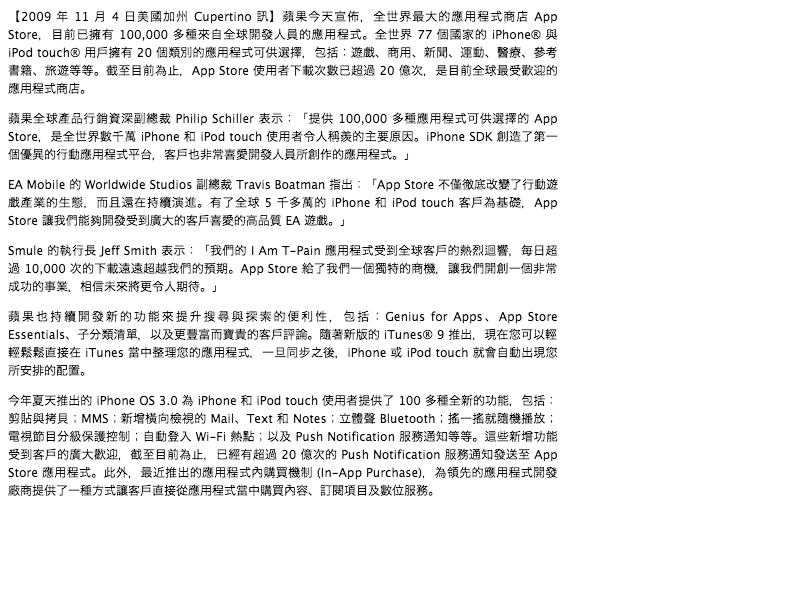 【2009 年 11 月 4 日美國加州 Cupertino 訊】蘋果今天宣佈，全世界最大的應用程式商店 App
Store，目前已擁有 100,000 多種來自全球開發人員的應用程式。全世界 77 個國家的 iPhone® 與
iPod touch® 用戶擁有 20 個類別的應用程式可供選擇，包括：遊戲、商用、新聞、運動、醫療、參考
書籍、旅遊等等。截至目前為止，App Store 使用者下載次數已超過 20 億次，是目前全球最受歡迎的
應用程式商店。
蘋果全球產品行銷資深副總裁 Philip Schiller 表示：「提供 100,000 多種應用程式可供選擇的 App
Store，是全世界數千萬 iPhone 和 iPod touch 使用者令人稱羨的主要原因。iPhone SDK 創造了第一
個優異的行動應用程式平台，客戶也非常喜愛開發人員所創作的應用程式。」
EA Mobile 的 Worldwide Studios 副總裁 Travis Boatman 指出：「App Store 不僅徹底改變了行動遊
戲產業的生態，而且還在持續演進。有了全球 5 千多萬的 iPhone 和 iPod touch 客戶為基礎，App
Store 讓我們能夠開發受到廣大的客戶喜愛的高品質 EA 遊戲。」
Smule 的執行長 Jeff Smith 表示：「我們的 I Am T-Pain 應用程式受到全球客戶的熱烈迴響，每日超
過 10,000 次的下載遠遠超越我們的預期。App Store 給了我們一個獨特的商機，讓我們開創一個非常
成功的事業，相信未來將更令人期待。」
蘋果也持續開發新的功能來提升搜尋與探索的便利性，包括：Genius for Apps、App Store
Essentials、子分類清單，以及更豐富而寶貴的客戶評論。隨著新版的 iTunes® 9 推出，現在您可以輕
輕鬆鬆直接在 iTunes 當中整理您的應用程式，一旦同步之後，iPhone 或 iPod touch 就會自動出現您
所安排的配置。
今年夏天推出的 iPhone OS 3.0 為 iPhone 和 iPod touch 使用者提供了 100 多種全新的功能，包括：
剪貼與拷貝；MMS；新增橫向檢視的 Mail、Text 和 Notes；立體聲 Bluetooth；搖一搖就隨機播放；
電視節目分級保護控制；自動登入 Wi-Fi 熱點；以及 Push Notification 服務通知等等。這些新增功能
受到客戶的廣大歡迎，截至目前為止，已經有超過 20 億次的 Push Notification 服務通知發送至 App
Store 應用程式。此外，最近推出的應用程式內購買機制 (In-App Purchase)，為領先的應用程式開發
廠商提供了一種方式讓客戶直接從應用程式當中購買內容、訂閱項目及數位服務。